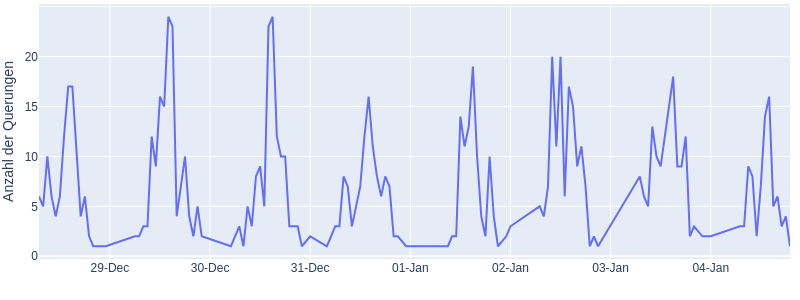 Anzahl der Querungen
20
15
10
5
0
29-Dec
30-Dec
31-Dec
01-Jan
02-Jan
03-Jan
04-Jan